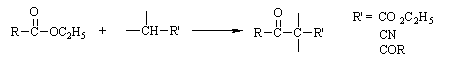 O
R—C—OC₂H₅ + —CH—R' → R—C—C—R' R' = CO₂C₂H₅
O
CN
COR